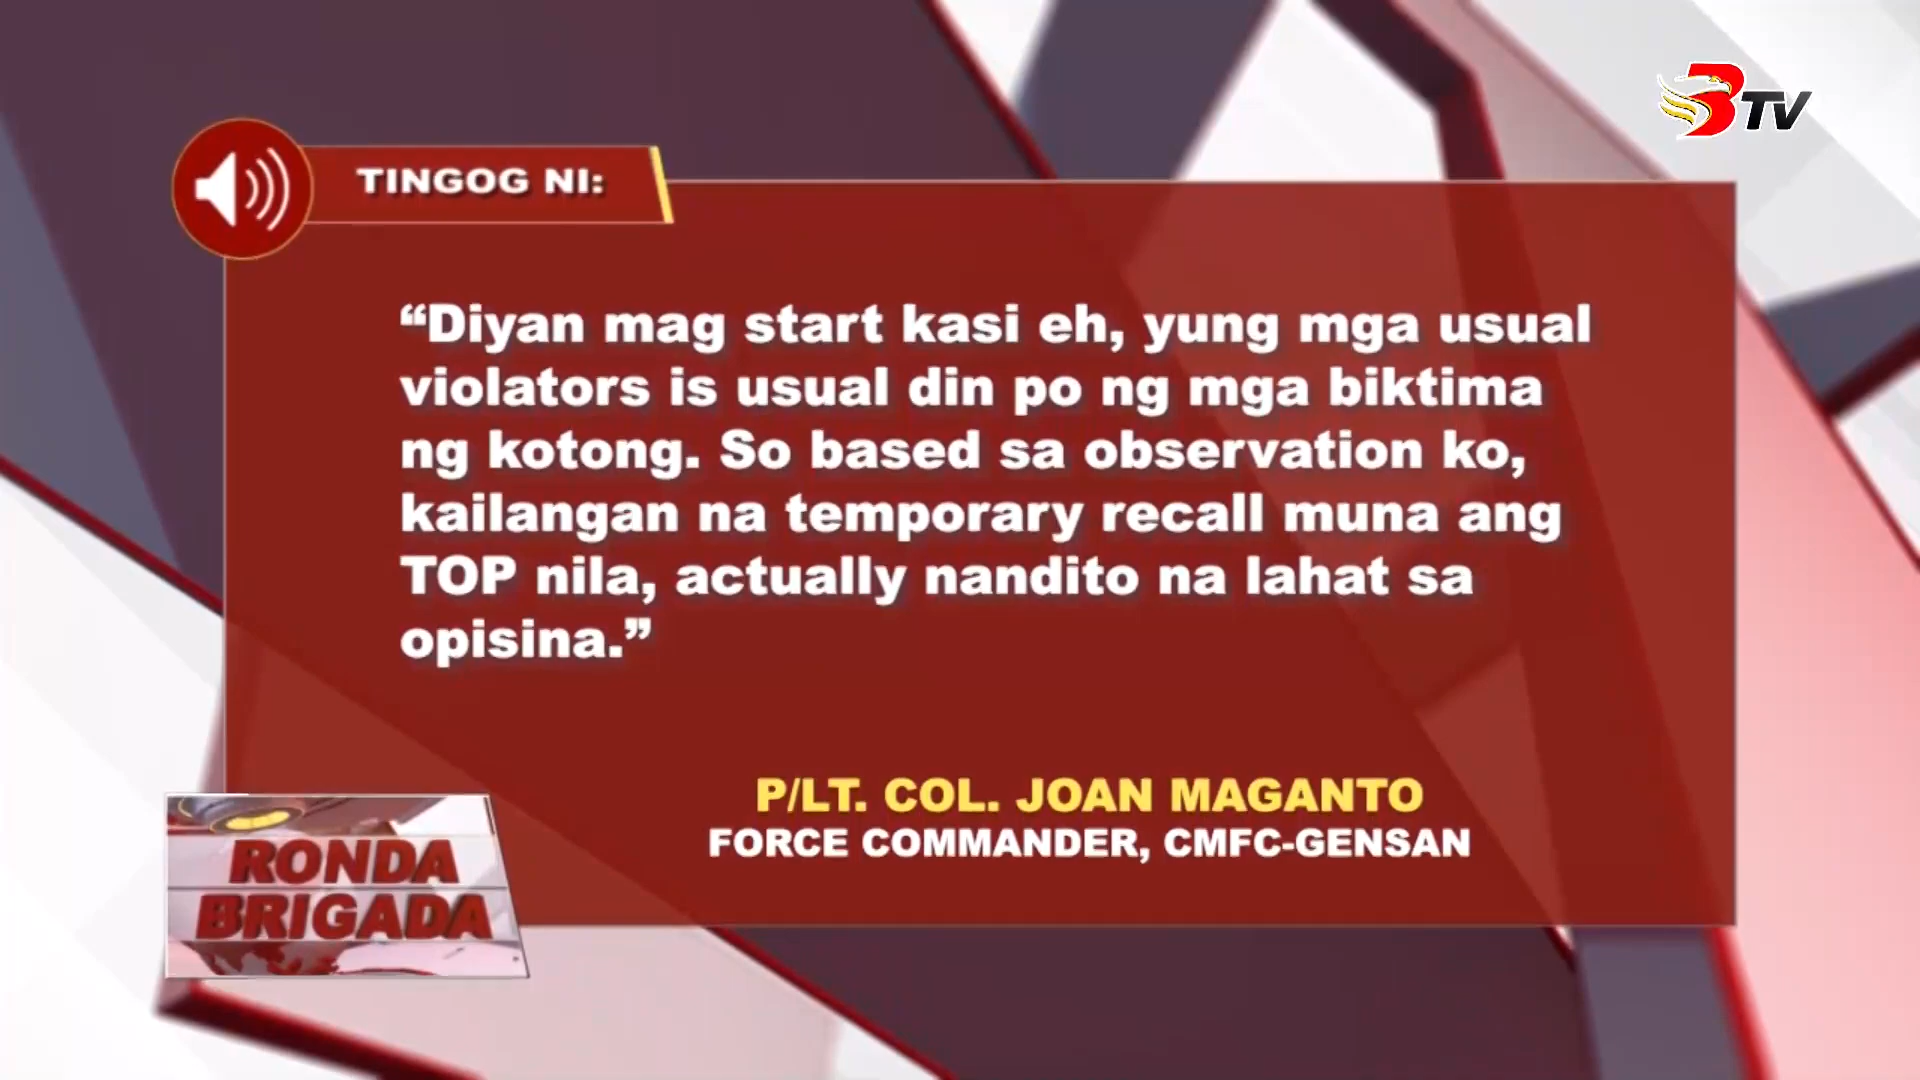 BTV
TINGOG NI:
“Diyan mag start kasi eh, yung mga usual
violators is usual din po ng mga biktima
ng kotong. So based sa observation ko,
kailangan na temporary recall muna ang
TOP nila, actually nandito na lahat sa
opisina.”
P/LT. COL. JOAN MAGANTO
FORCE COMMANDER, CMFC-GENSAN
RONDA
BRIGADA